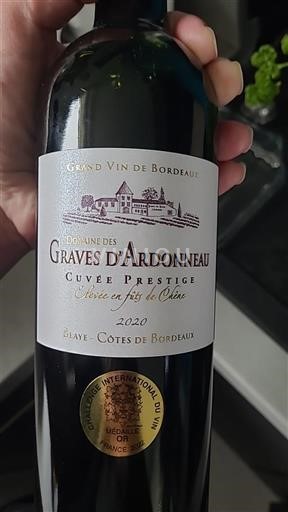 GRAND VIN DE BORDEAUX
DOMAINE DES
GRAVES D'ARDONNEAU
CUVÉE PRESTIGE
Élevée en fûts de Chêne
2020
BLAYE - CÔTES DE BORDEAUX
CHALLENGE INTERNATIONAL DU VIN
MÉDAILLE
OR
FRANCE 2022